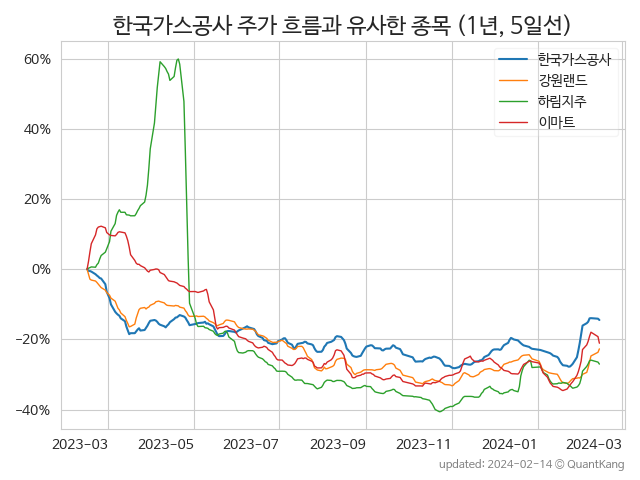 한국가스공사 주가 흐름과 유사한 종목 (1년, 5일선)
한국가스공사
강원랜드
하림지주
이마트
60%
40%
20%
0%
−20%
−40%
2023-03 2023-05 2023-07 2023-09 2023-11 2024-01 2024-03
updated: 2024-02-14 © QuantKang